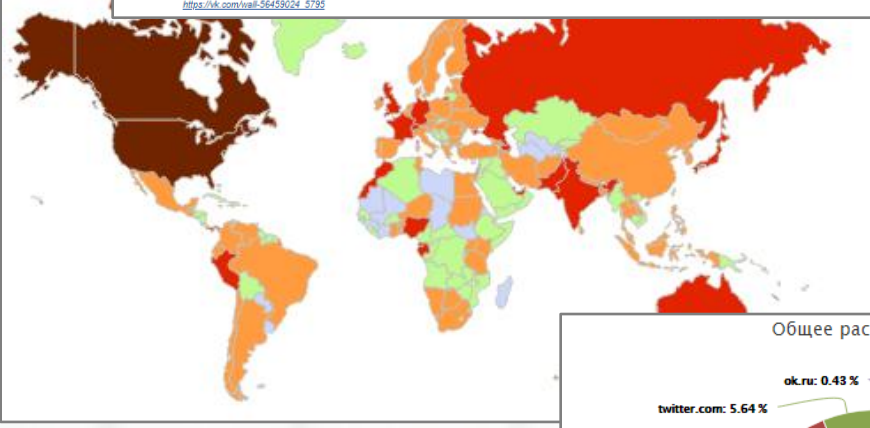 https://vk.com/wall-56459024_5795
Общее рас
ok.ru: 0.43 %
twitter.com: 5.64 %